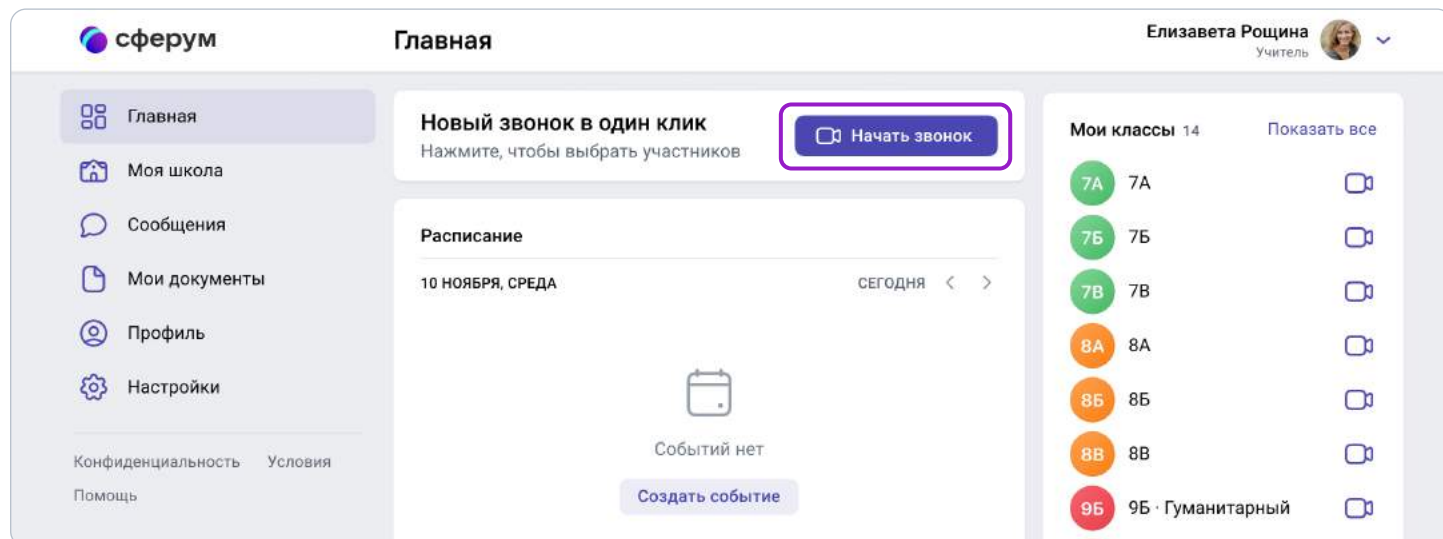 сферум
Главная
Елизавета Рощина
Учитель
Главная
Моя школа
Сообщения
Мои документы
Профиль
Настройки
Конфиденциальность Условия
Помощь
Новый звонок в один клик
Нажмите, чтобы выбрать участников
Начать звонок
Расписание
10 НОЯБРЯ, СРЕДА
СЕГОДНЯ
Событий нет
Создать событие
Мои классы 14 Показать все
7А 7А
7Б 7Б
7В 7В
8А 8А
8Б 8Б
8В 8В
9Б 9Б · Гуманитарный